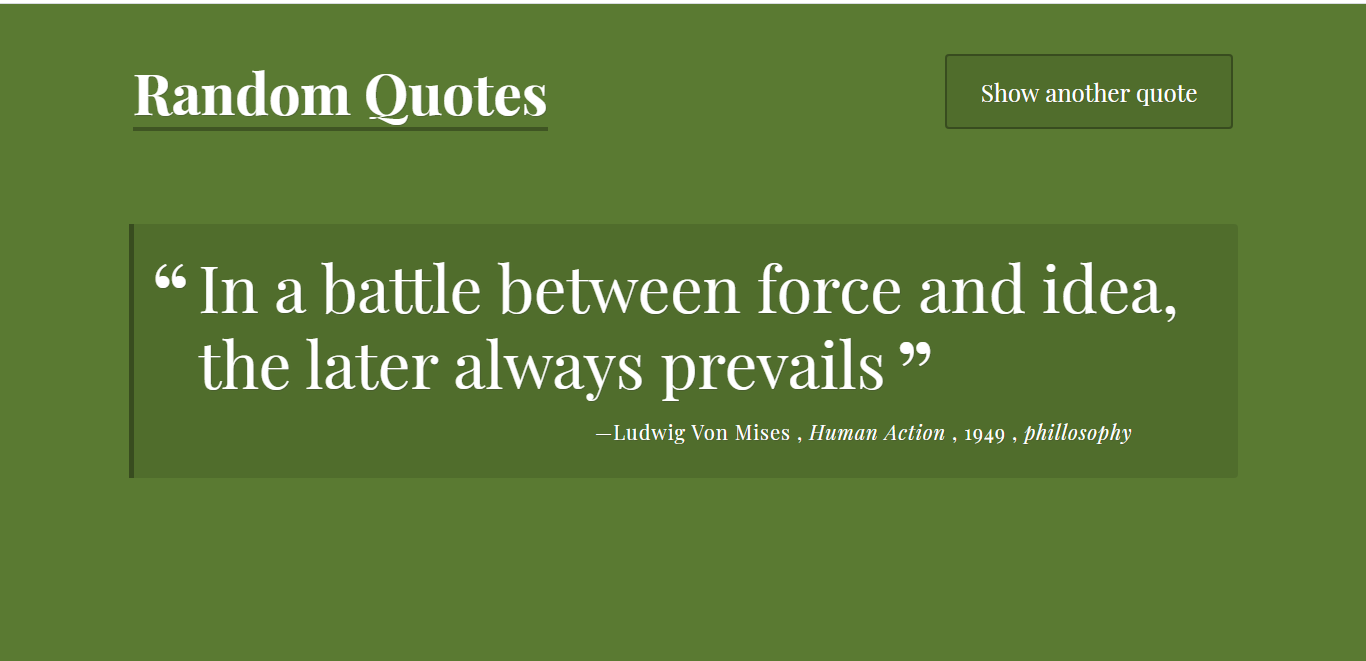 Random Quotes
Show another quote
“ In a battle between force and idea,
the later always prevails ”
—Ludwig Von Mises , Human Action , 1949 , phillosophy